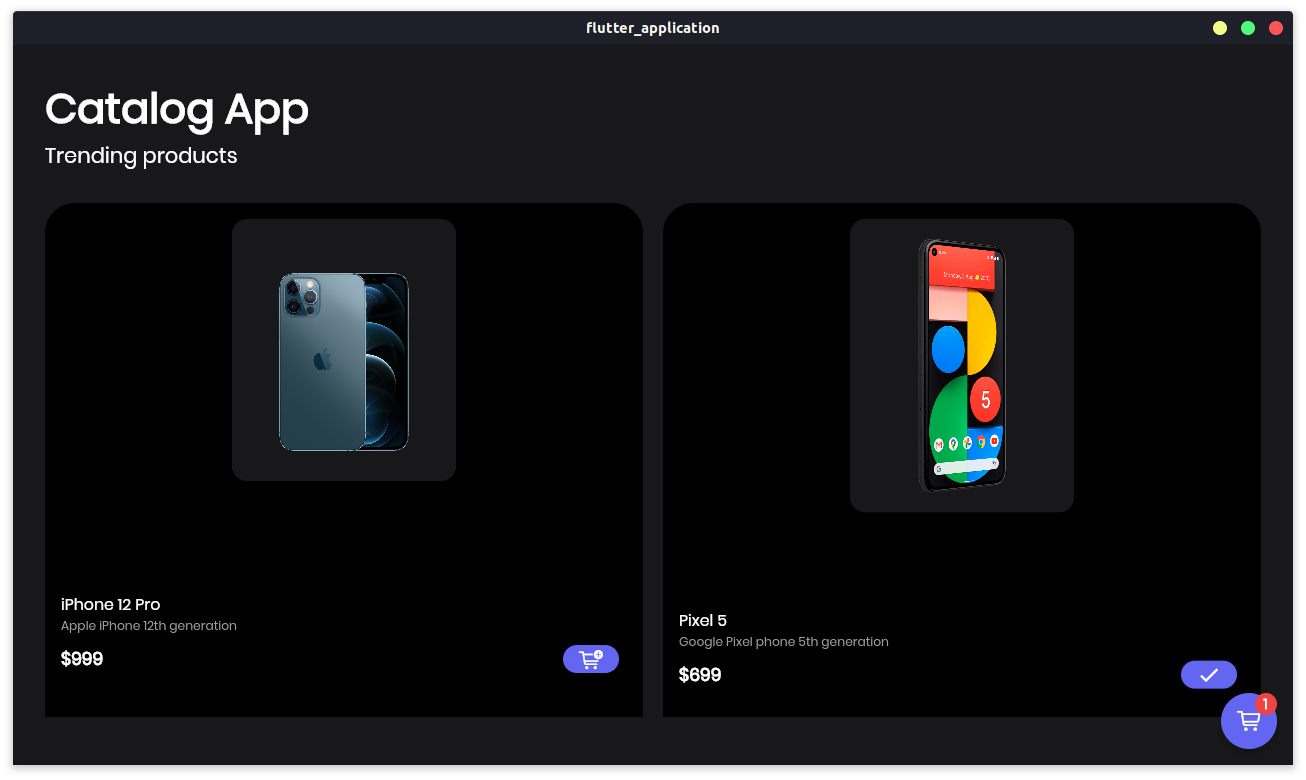 flutter_application
Catalog App
Trending products
5
iPhone 12 Pro
Apple iPhone 12th generation
$999
Pixel 5
Google Pixel phone 5th generation
$699
1